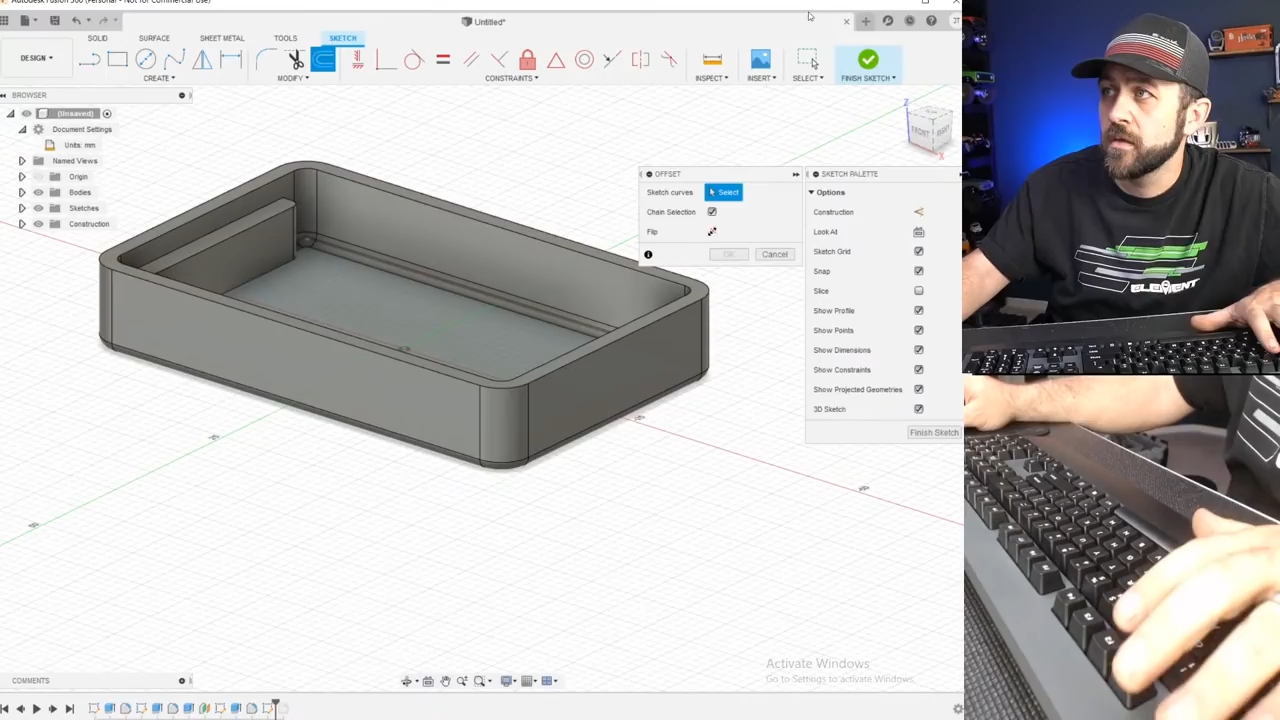 Autodesk Fusion 360 (Personal - Not for Commercial Use)
Untitled*
SOLID SURFACE SHEET METAL TOOLS SKETCH
DESIGN
CREATE MODIFY CONSTRAINTS INSPECT INSERT SELECT FINISH SKETCH
BROWSER
(Unsaved)
Document Settings
Units: mm
Named Views
Origin
Bodies
Sketches
Construction
Z
FRONT
RIGHT
X
OFFSET
Sketch curves Select
Chain Selection
Flip
OK Cancel
SKETCH PALETTE
Options
Construction
Look At
Sketch Grid
Snap
Slice
Show Profile
Show Points
Show Dimensions
Show Constraints
Show Projected Geometries
3D Sketch
Finish Sketch
ELEMENT
Activate Windows
Go to Settings to activate Windows.
COMMENTS